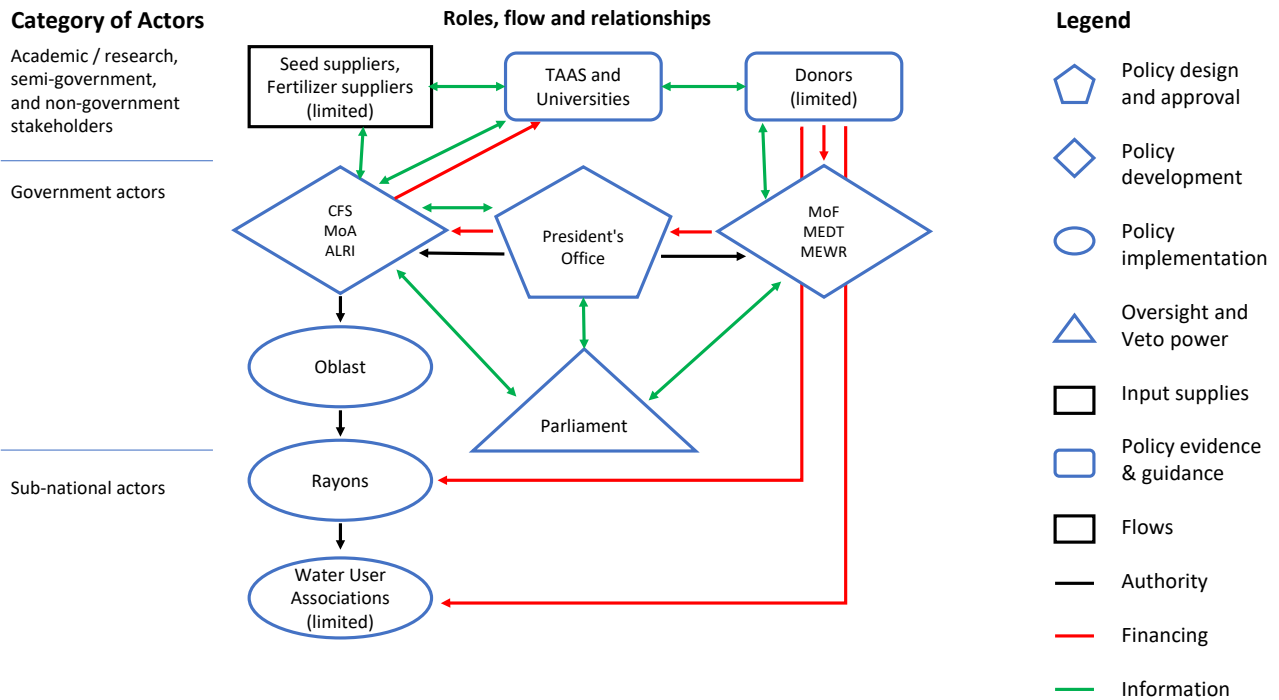 Category of Actors
Roles, flow and relationships
Legend
Academic / research,
semi-government,
and non-government
stakeholders
Seed suppliers,
Fertilizer suppliers
(limited)
TAAS and
Universities
Donors
(limited)
Government actors
CFS
MoA
ALRI
President's
Office
MoF
MEDT
MEWR
Oblast
Parliament
Sub-national actors
Rayons
Water User
Associations
(limited)
Policy design
and approval
Policy
development
Policy
implementation
Oversight and
Veto power
Input supplies
Policy evidence
& guidance
Flows
Authority
Financing
Information